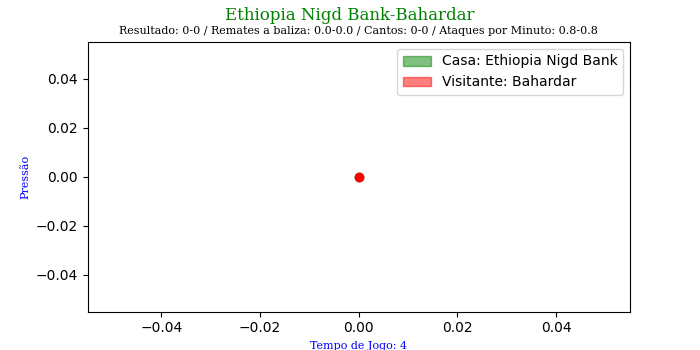 Ethiopia Nigd Bank-Bahardar
Resultado: 0-0 / Remates a baliza: 0.0-0.0 / Cantos: 0-0 / Ataques por Minuto: 0.8-0.8
Casa: Ethiopia Nigd Bank
Visitante: Bahardar
0.04
0.02
0.00
−0.02
−0.04
Pressão
−0.04 −0.02 0.00 0.02 0.04
Tempo de Jogo: 4